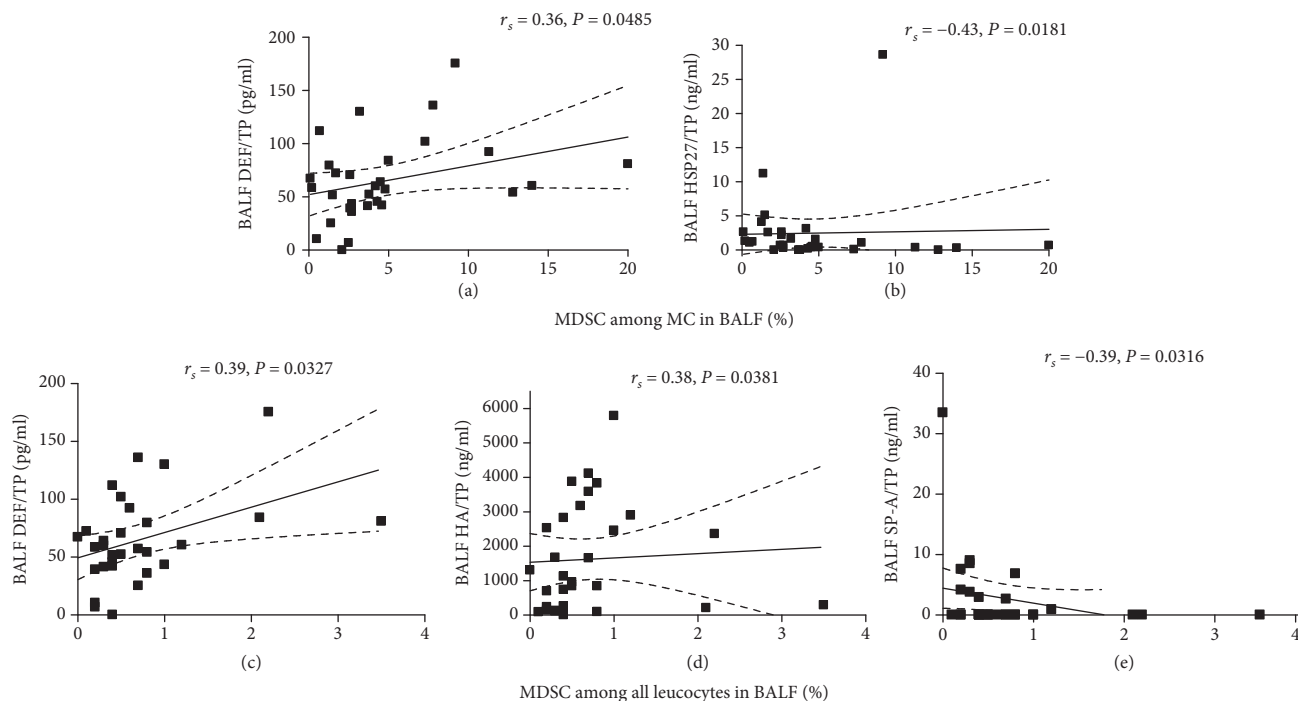 r_s = 0.36, P = 0.0485
BALF DEF/TP (pg/ml)
200
150
100
50
0
0 5 10 15 20
(a)
r_s = −0.43, P = 0.0181
BALF HSP27/TP (ng/ml)
30
25
20
15
10
5
0
0 5 10 15 20
(b)
MDSC among MC in BALF (%)
r_s = 0.39, P = 0.0327
BALF DEF/TP (pg/ml)
200
150
100
50
0
0 1 2 3 4
(c)
r_s = 0.38, P = 0.0381
BALF HA/TP (ng/ml)
6000
5000
4000
3000
2000
1000
0
0 1 2 3 4
(d)
r_s = −0.39, P = 0.0316
BALF SP-A/TP (ng/ml)
40
30
20
10
0
0 1 2 3 4
(e)
MDSC among all leucocytes in BALF (%)